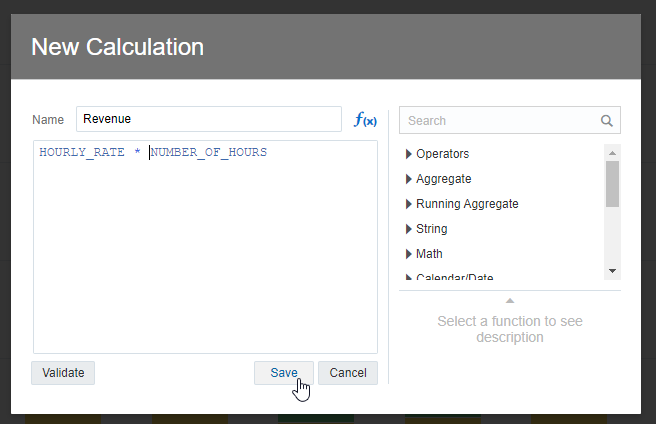 New Calculation
Name Revenue f(x)
HOURLY_RATE * NUMBER_OF_HOURS
Validate Save Cancel
Search
Operators
Aggregate
Running Aggregate
String
Math
Calendar/Date
Select a function to see
description